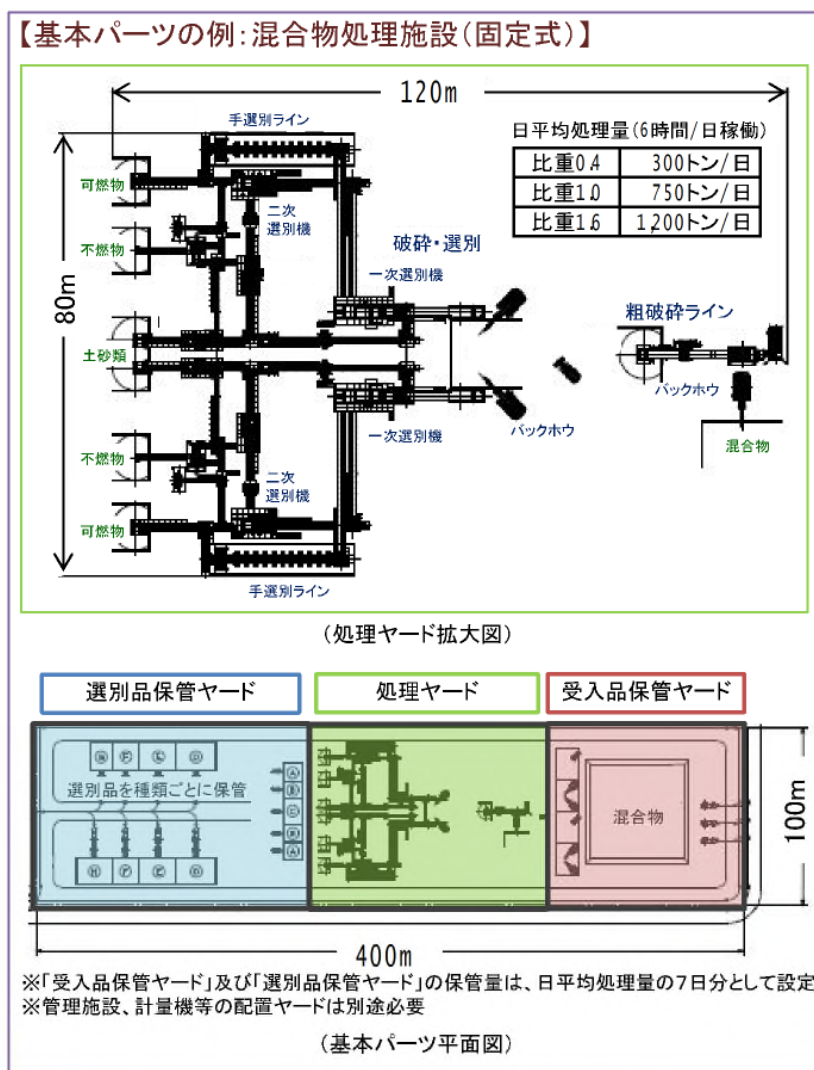 【基本パーツの例:混合物処理施設(固定式)】
120m
手選別ライン
日平均処理量(6時間/日稼働)
比重0.4 300トン/日
比重1.0 750トン/日
比重1.6 1,200トン/日
80m
可燃物
二次
選別機
不燃物
破砕・選別
一次選別機
粗破砕ライン
土砂類
バックホウ
一次選別機
バックホウ
混合物
不燃物
二次
選別機
可燃物
手選別ライン
(処理ヤード拡大図)
選別品保管ヤード
処理ヤード
受入品保管ヤード
選別品を種類ごとに保管
混合物
100m
400m
※「受入品保管ヤード」及び「選別品保管ヤード」の保管量は、日平均処理量の7日分として設定
※管理施設、計量機等の配置ヤードは別途必要
(基本パーツ平面図)